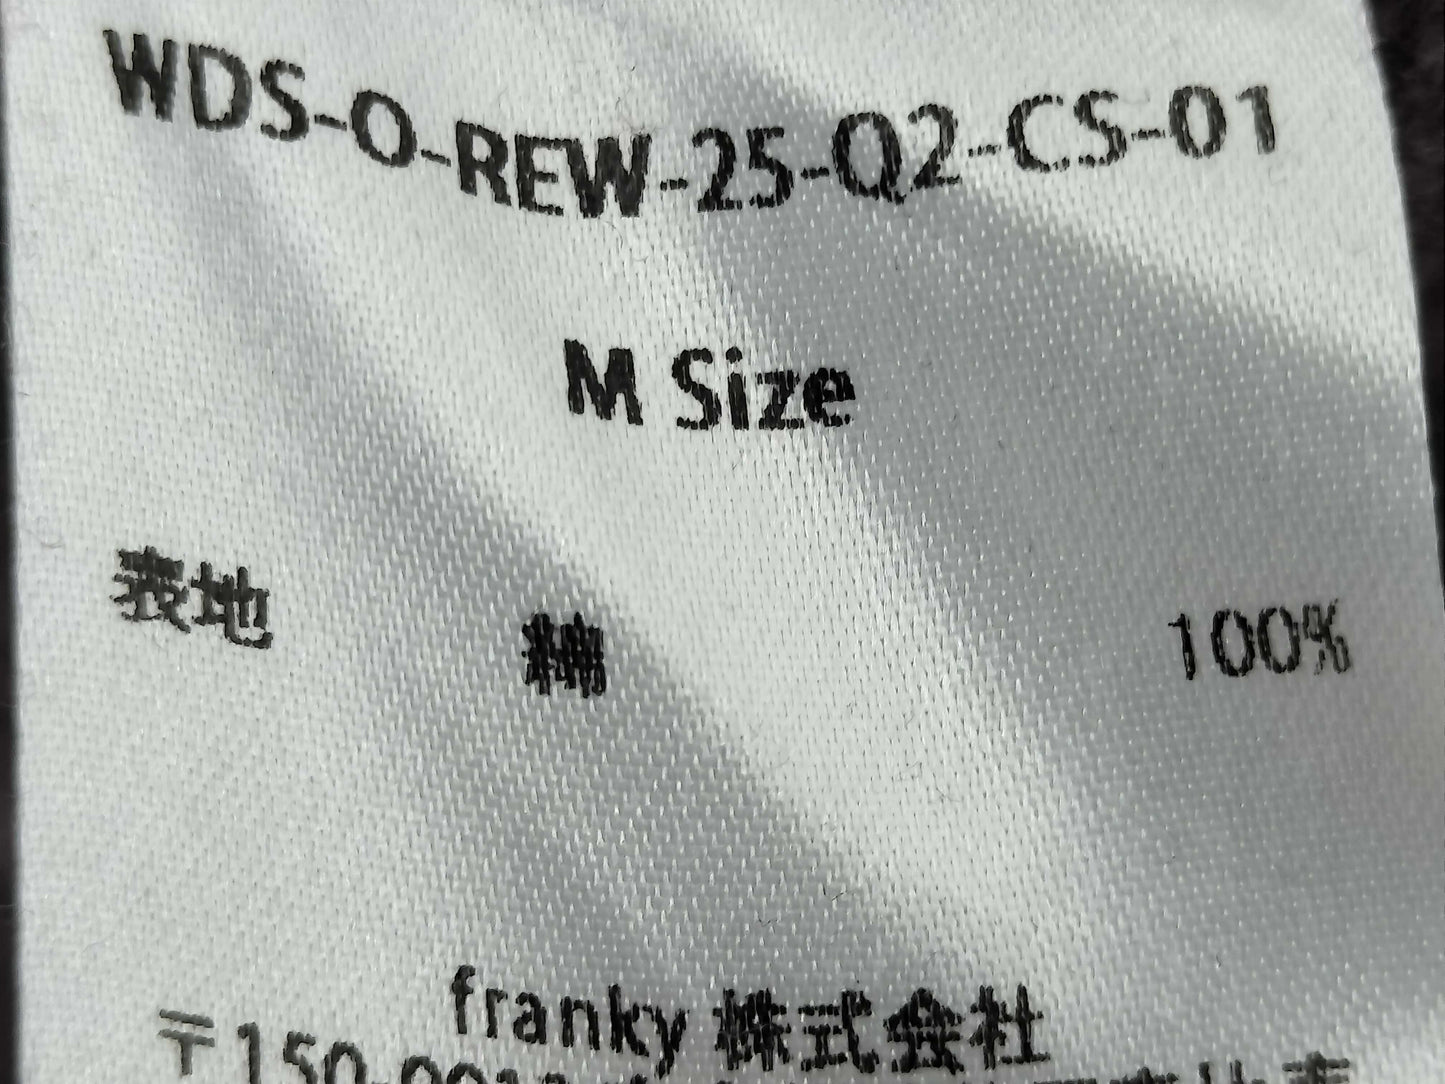 WDS-O-REW-25-Q2-CS-01
M Size
表地 綿 100%
franky 株式会社